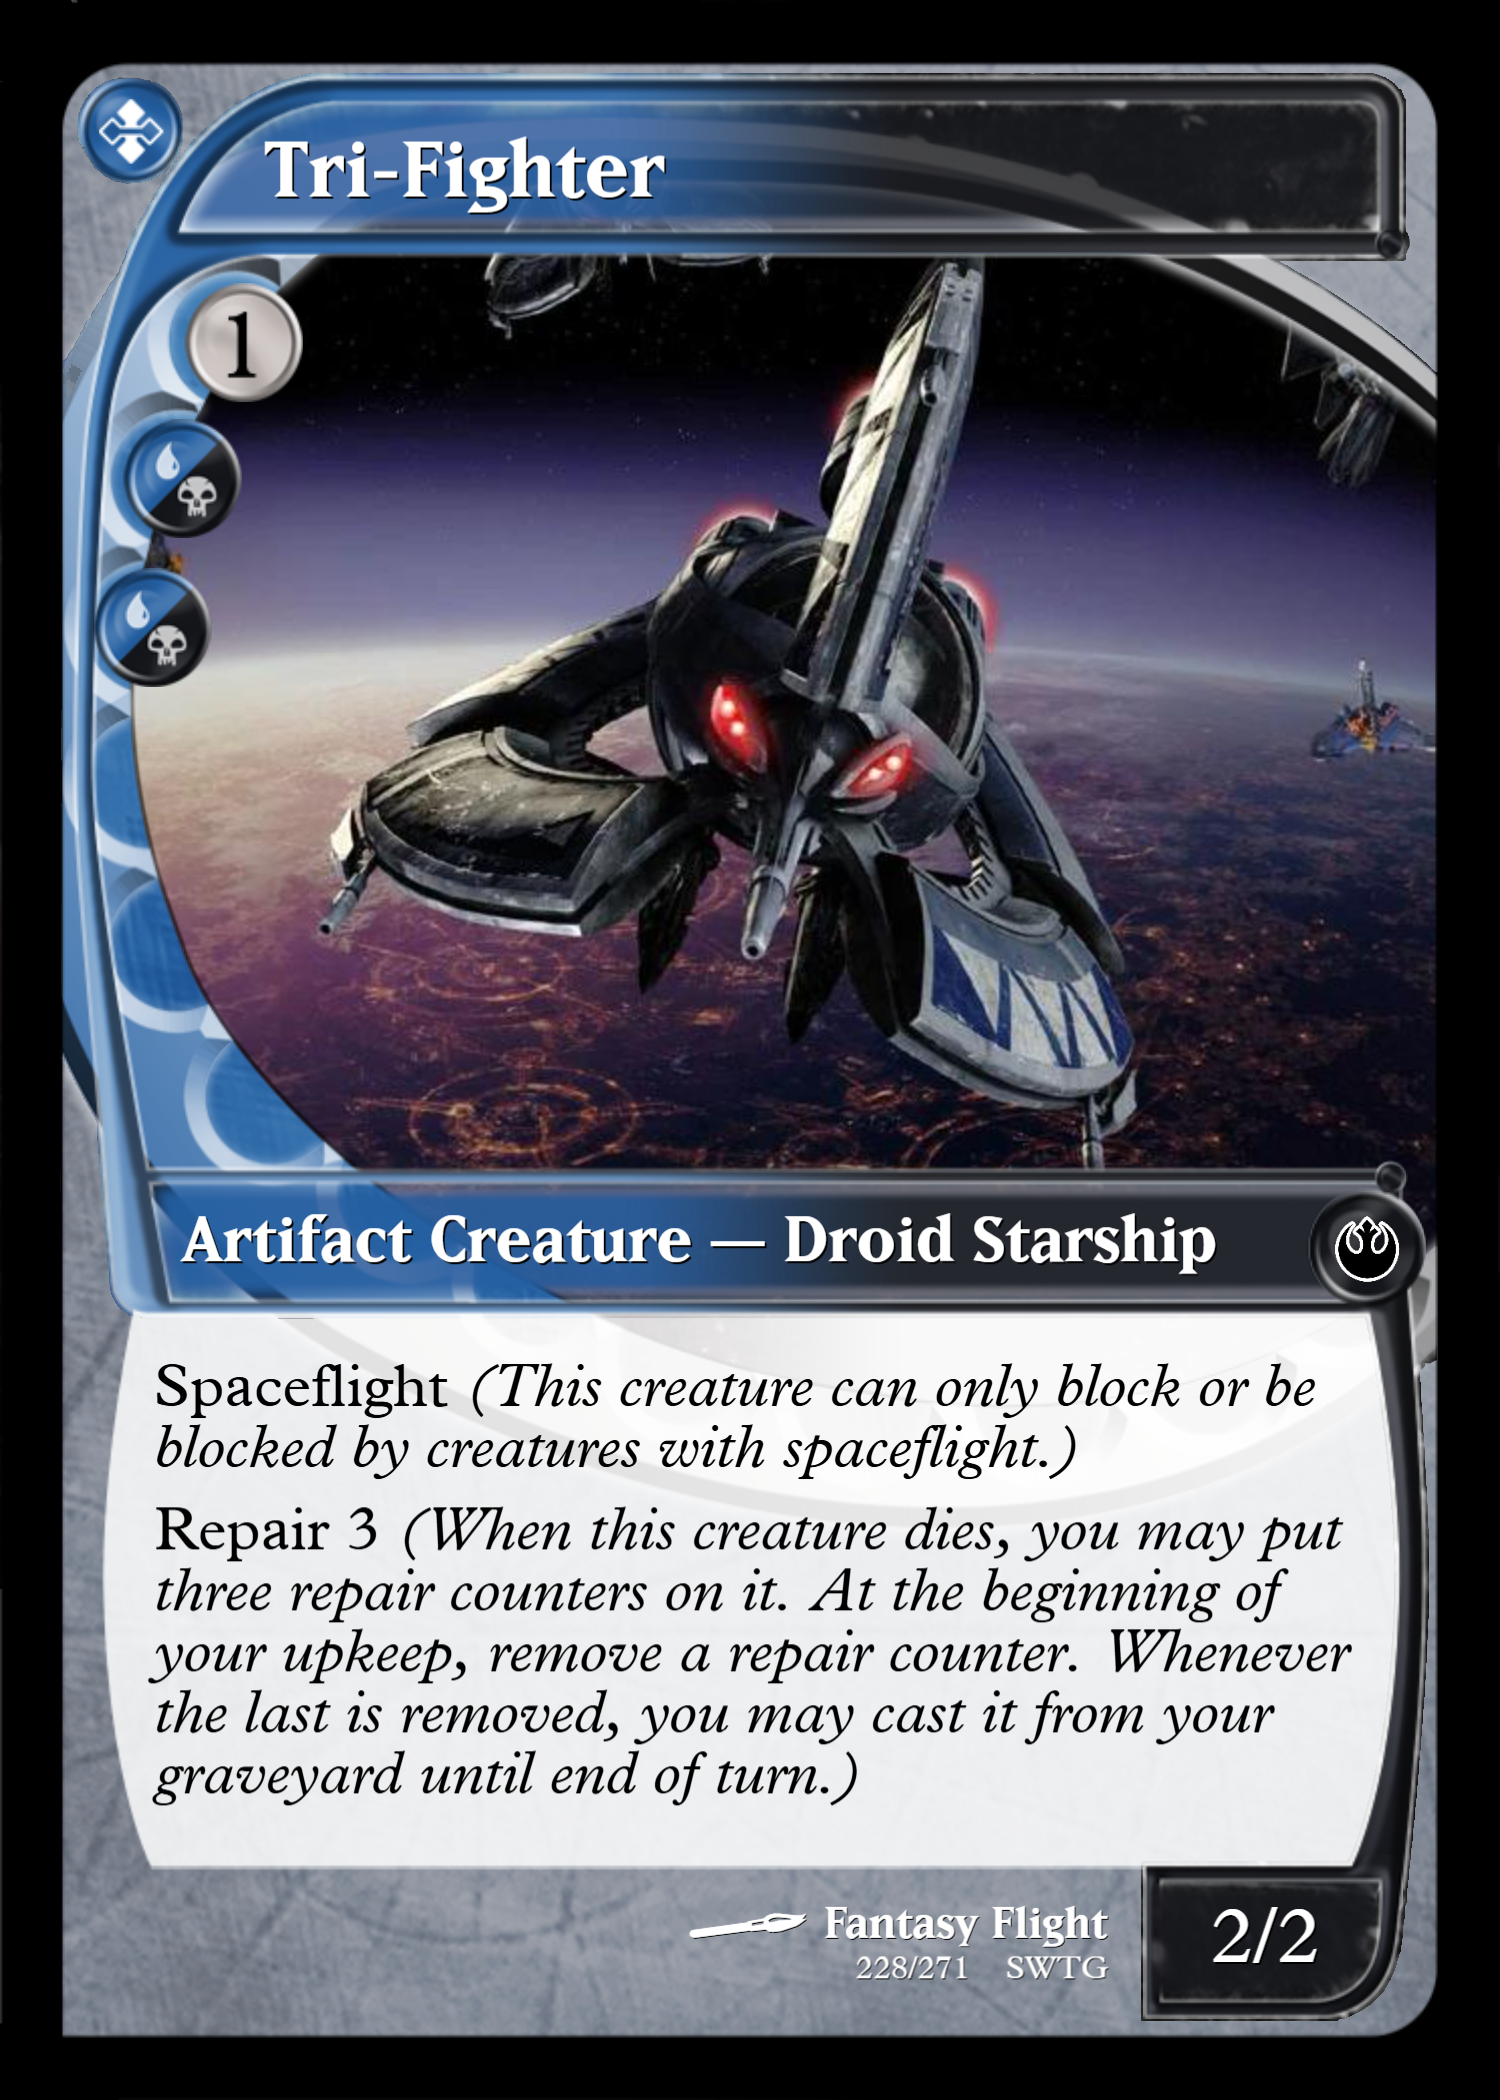 Tri-Fighter
1
Artifact Creature — Droid Starship
Spaceflight (This creature can only block or be
blocked by creatures with spaceflight.)
Repair 3 (When this creature dies, you may put
three repair counters on it. At the beginning of
your upkeep, remove a repair counter. Whenever
the last is removed, you may cast it from your
graveyard until end of turn.)
Fantasy Flight
228/271 SWTG
2/2